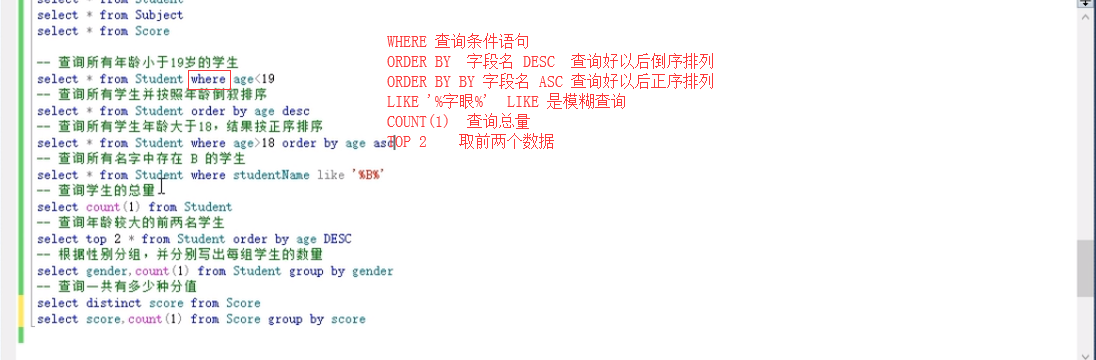 select * from Student
select * from Subject
select * from Score
-- 查询所有年龄小于19岁的学生
select * from Student where age<19
-- 查询所有学生并按照年龄倒叙排序
select * from Student order by age desc
-- 查询所有学生年龄大于18，结果按正序排序
select * from Student where age>18 order by age asc
-- 查询所有名字中存在 B 的学生
select * from Student where studentName like '%B%'
-- 查询学生的总量
select count(1) from Student
-- 查询年龄较大的前两名学生
select top 2 * from Student order by age DESC
-- 根据性别分组，并分别写出每组学生的数量
select gender,count(1) from Student group by gender
-- 查询一共有多少种分值
select distinct score from Score
select score,count(1) from Score group by score
WHERE 查询条件语句
ORDER BY 字段名 DESC 查询好以后倒序排列
ORDER BY BY 字段名 ASC 查询好以后正序排列
LIKE '%字眼%' LIKE 是模糊查询
COUNT(1) 查询总量
TOP 2 取前两个数据